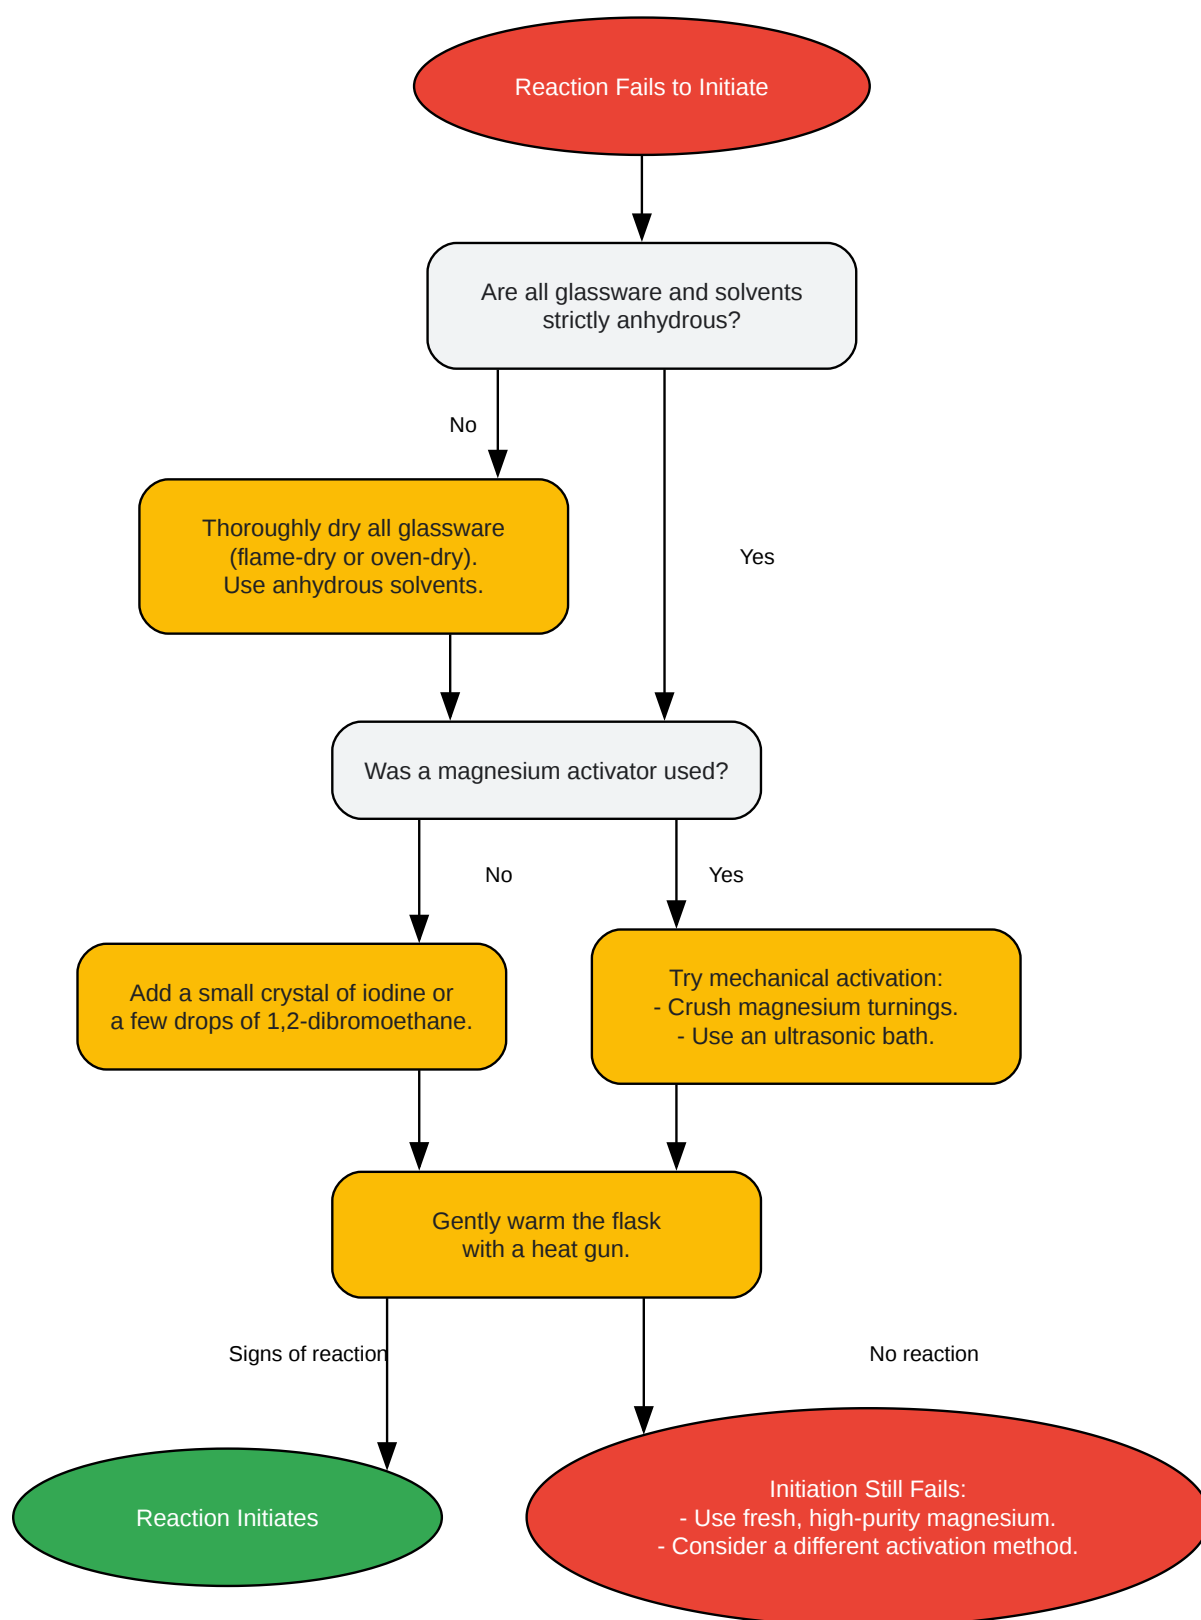 Reaction Fails to Initiate
Are all glassware and solvents
strictly anhydrous?
No
Thoroughly dry all glassware
(flame-dry or oven-dry).
Use anhydrous solvents.
Yes
Was a magnesium activator used?
No
Yes
Add a small crystal of iodine or
a few drops of 1,2-dibromoethane.
Try mechanical activation:
- Crush magnesium turnings.
- Use an ultrasonic bath.
Gently warm the flask
with a heat gun.
Signs of reaction
No reaction
Reaction Initiates
Initiation Still Fails:
- Use fresh, high-purity magnesium.
- Consider a different activation method.